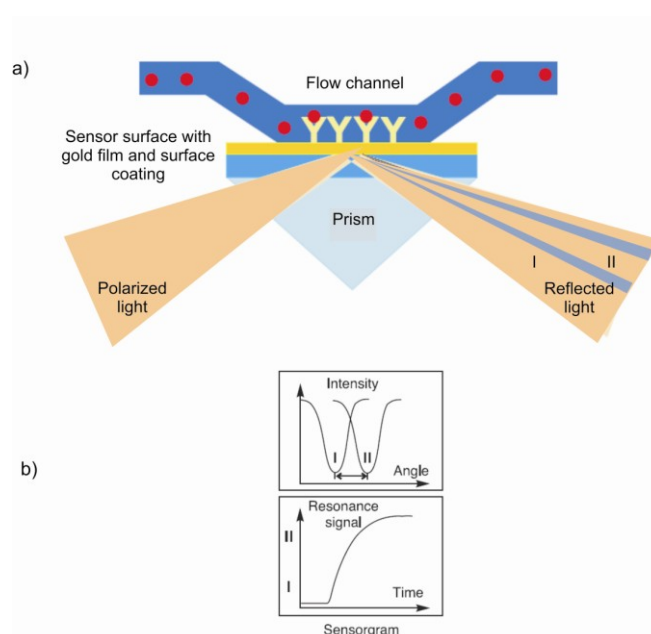 a)
Flow channel
Sensor surface with
gold film and surface
coating
Prism
Polarized
light
I
II
Reflected
light
b)
Intensity
I
II
Angle
Resonance
signal
II
I
Time
Sensorgram